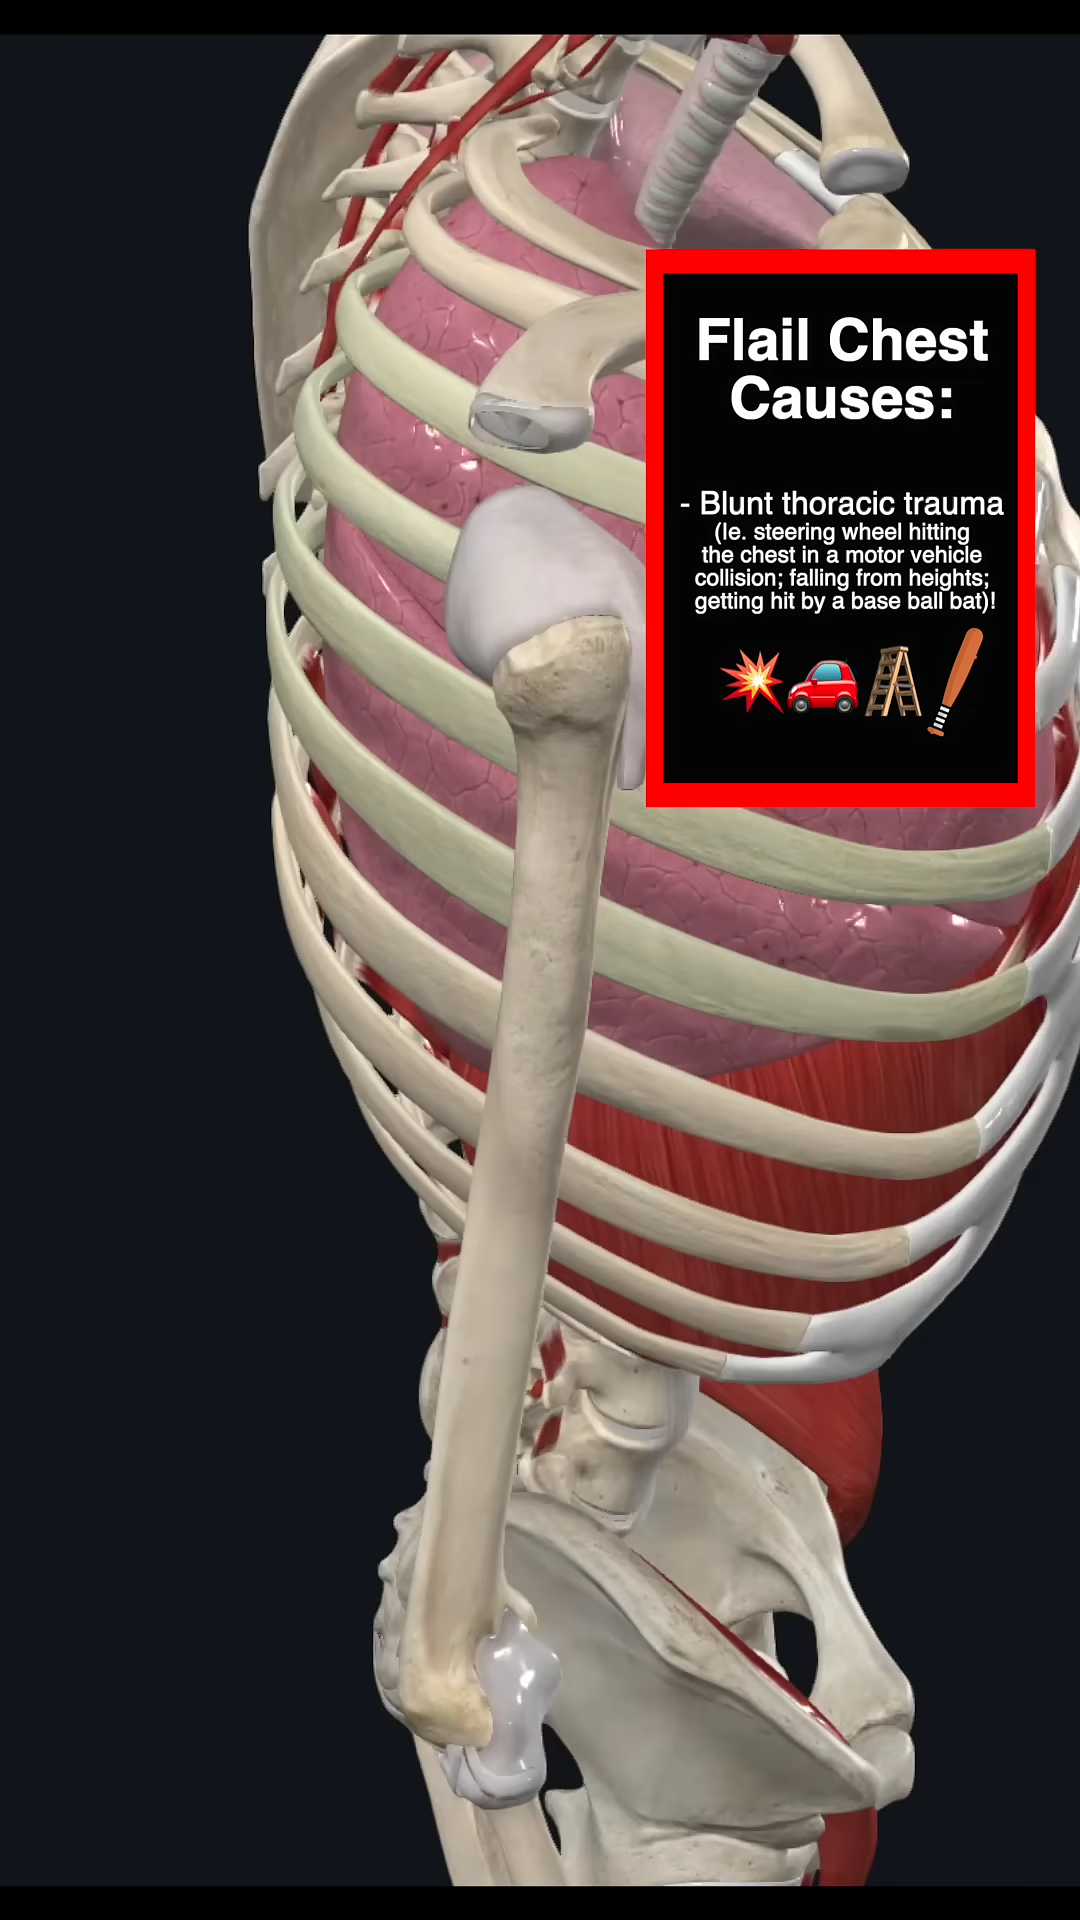 Flail Chest
Causes:
- Blunt thoracic trauma
(Ie. steering wheel hitting
the chest in a motor vehicle
collision; falling from heights;
getting hit by a base ball bat)!